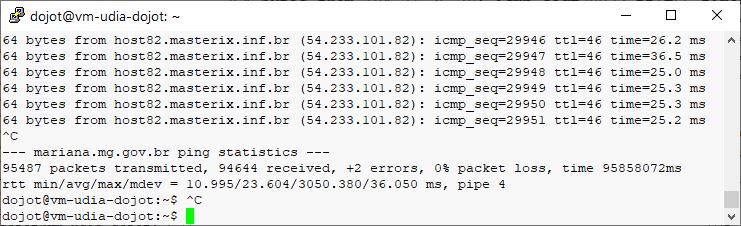 dojot@vm-udia-dojot: ~
64 bytes from host82.masterix.inf.br (54.233.101.82): icmp_seq=29946 ttl=46 time=26.2 ms
64 bytes from host82.masterix.inf.br (54.233.101.82): icmp_seq=29947 ttl=46 time=36.5 ms
64 bytes from host82.masterix.inf.br (54.233.101.82): icmp_seq=29948 ttl=46 time=25.0 ms
64 bytes from host82.masterix.inf.br (54.233.101.82): icmp_seq=29949 ttl=46 time=25.3 ms
64 bytes from host82.masterix.inf.br (54.233.101.82): icmp_seq=29950 ttl=46 time=25.3 ms
64 bytes from host82.masterix.inf.br (54.233.101.82): icmp_seq=29951 ttl=46 time=25.2 ms
^C
--- mariana.mg.gov.br ping statistics ---
95487 packets transmitted, 94644 received, +2 errors, 0% packet loss, time 95858072ms
rtt min/avg/max/mdev = 10.995/23.604/3050.380/36.050 ms, pipe 4
dojot@vm-udia-dojot:~$ ^C
dojot@vm-udia-dojot:~$